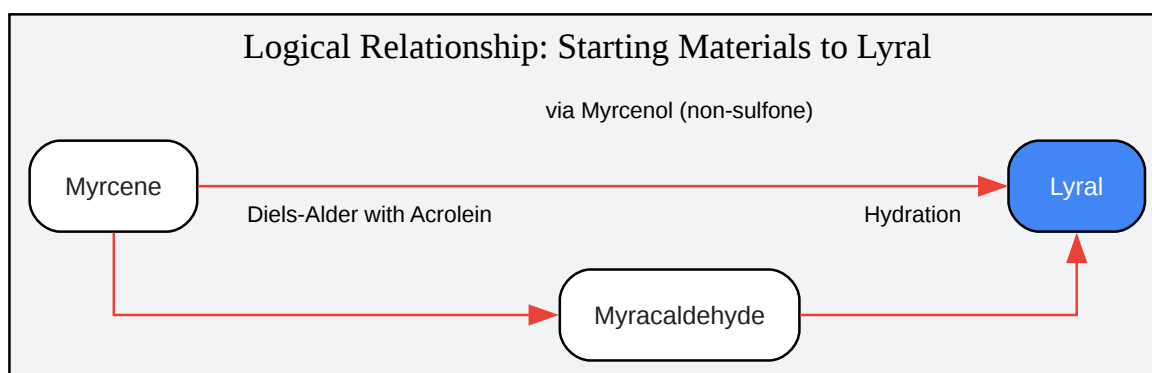 Logical Relationship: Starting Materials to Lyral
via Myrcenol (non-sulfone)
Myrcene
Lyral
Diels-Alder with Acrolein
Hydration
Myracaldehyde